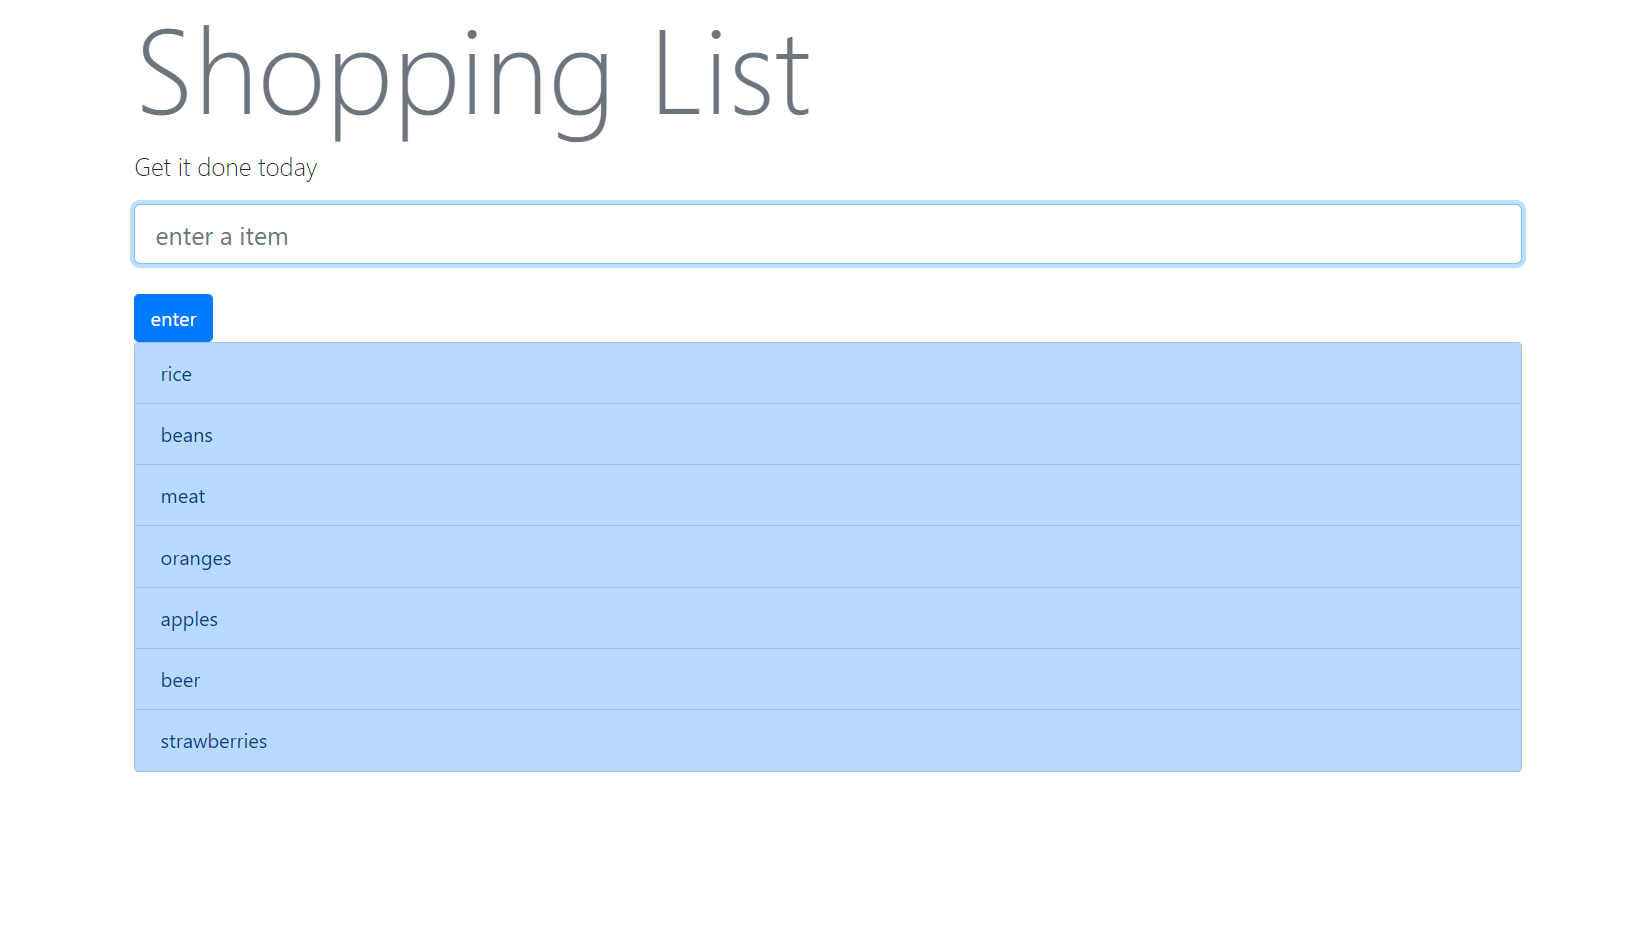 Shopping List
Get it done today
enter a item
enter
rice
beans
meat
oranges
apples
beer
strawberries